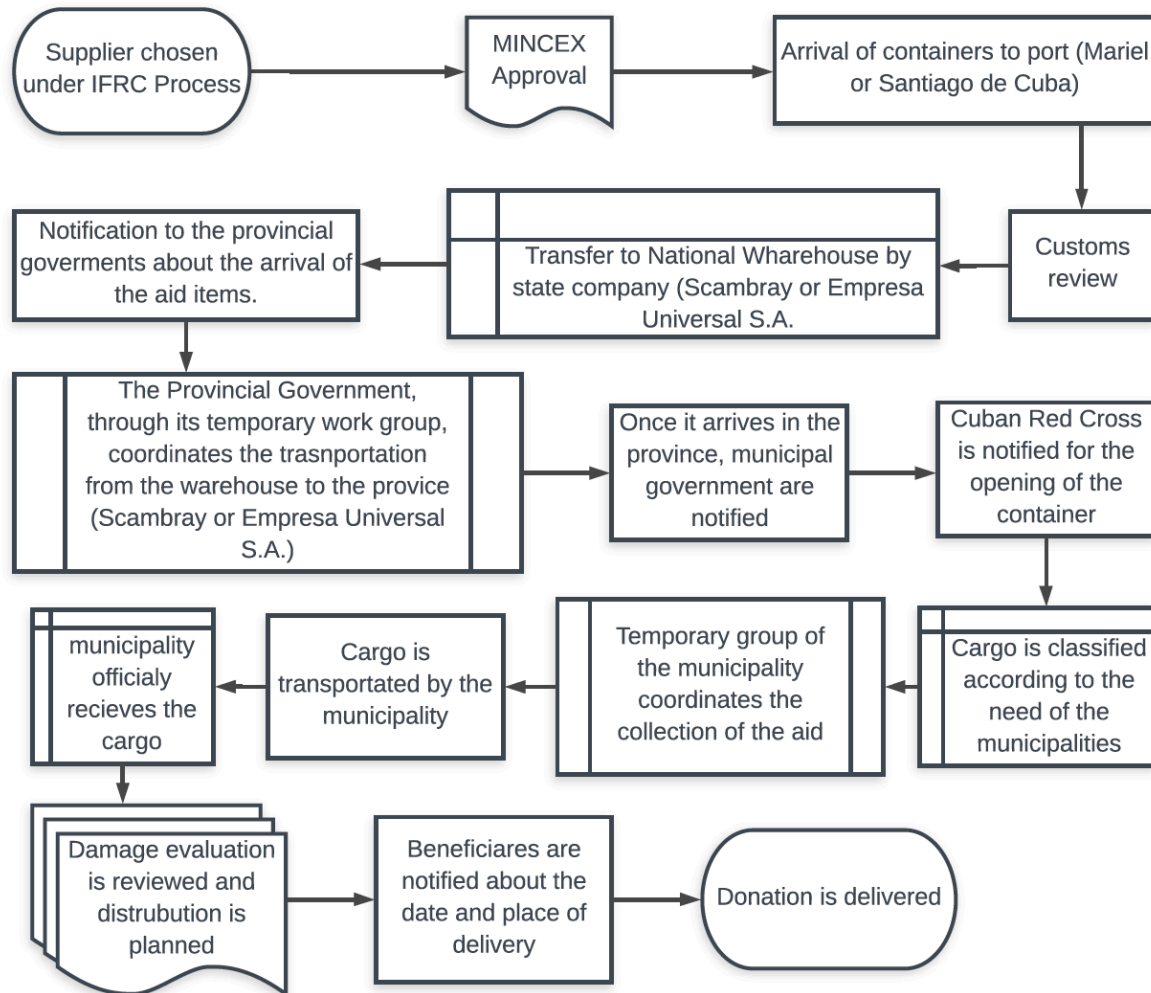 Supplier chosen
under IFRC Process
MINCEX
Approval
Arrival of containers to port (Mariel
or Santiago de Cuba)
Customs
review
Transfer to National Wharehouse by
state company (Scambray or Empresa
Universal S.A.
Notification to the provincial
goverments about the arrival of
the aid items.
The Provincial Government,
through its temporary work group,
coordinates the trasnportation
from the warehouse to the provice
(Scambray or Empresa Universal
S.A.)
Once it arrives in the
province, municipal
government are
notified
Cuban Red Cross
is notified for the
opening of the
container
Cargo is classified
according to the
need of the
municipalities
Temporary group of
the municipality
coordinates the
collection of the aid
Cargo is
transportated by the
municipality
municipality
officialy
recieves the
cargo
Damage evaluation
is reviewed and
distrubution is
planned
Beneficiares are
notified about the
date and place of
delivery
Donation is delivered